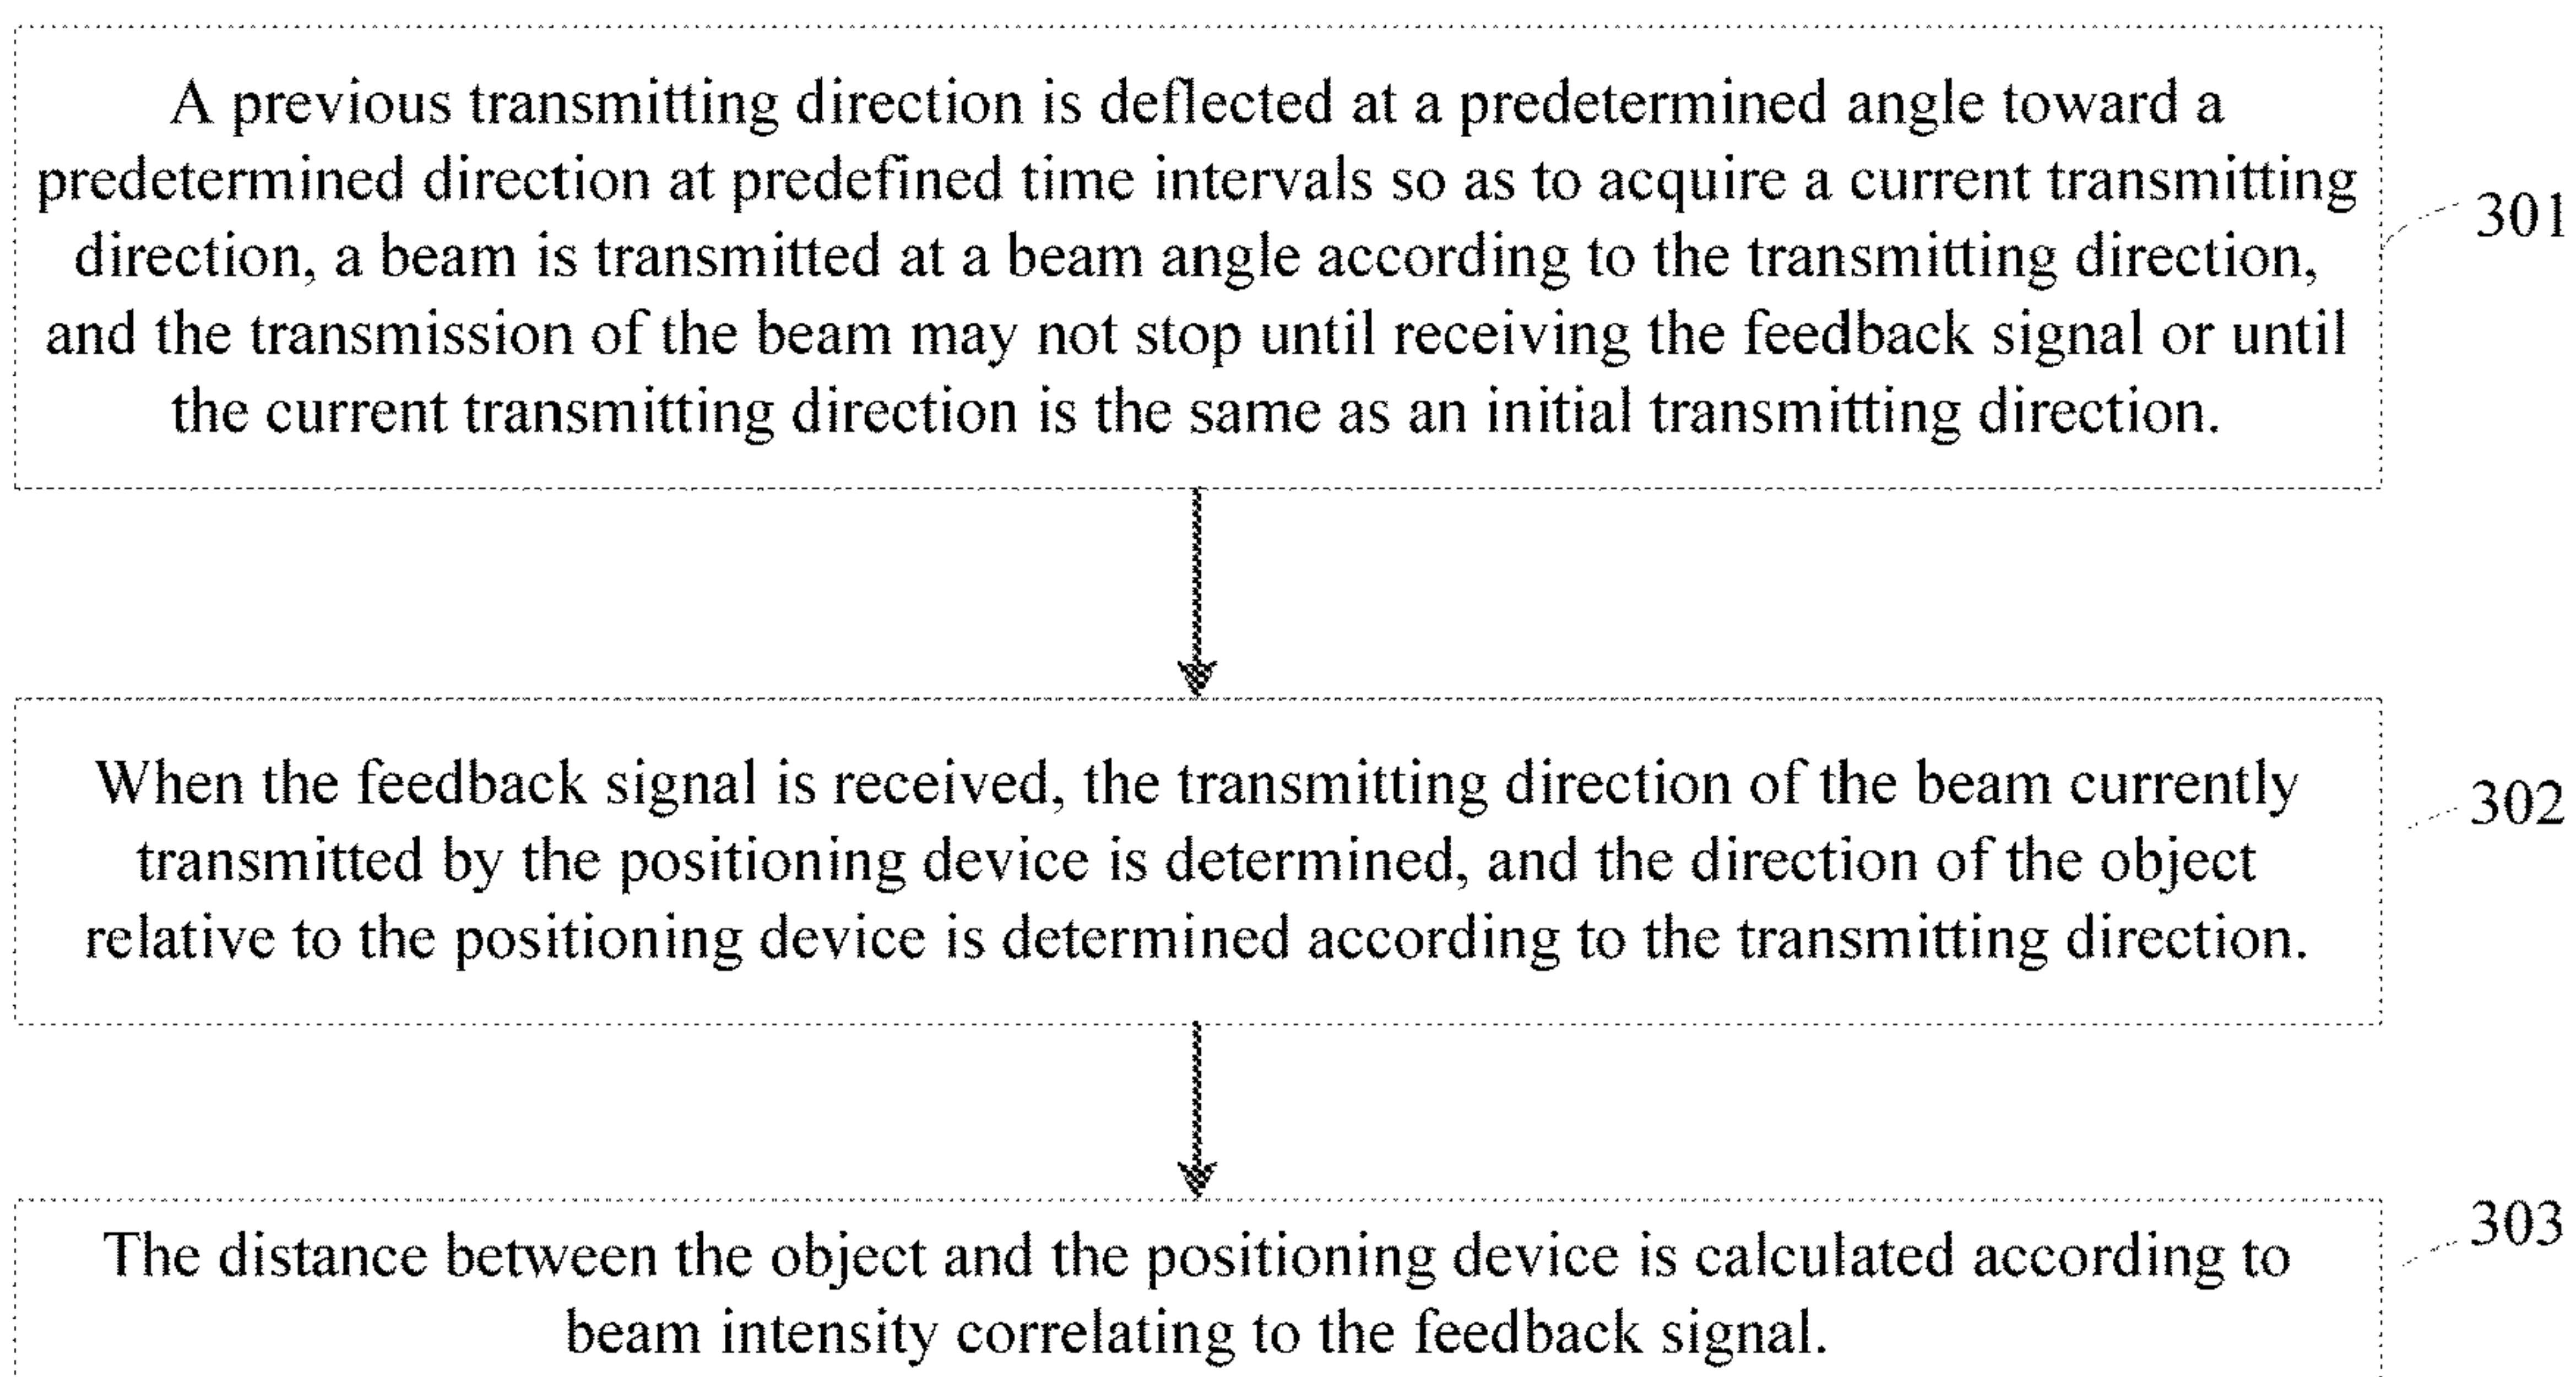 A previous transmitting direction is deflected at a predetermined angle toward a
predetermined direction at predefined time intervals so as to acquire a current transmitting
direction, a beam is transmitted at a beam angle according to the transmitting direction,
and the transmission of the beam may not stop until receiving the feedback signal or until
the current transmitting direction is the same as an initial transmitting direction.
301
When the feedback signal is received, the transmitting direction of the beam currently
transmitted by the positioning device is determined, and the direction of the object
relative to the positioning device is determined according to the transmitting direction.
302
The distance between the object and the positioning device is calculated according to
beam intensity correlating to the feedback signal.
303